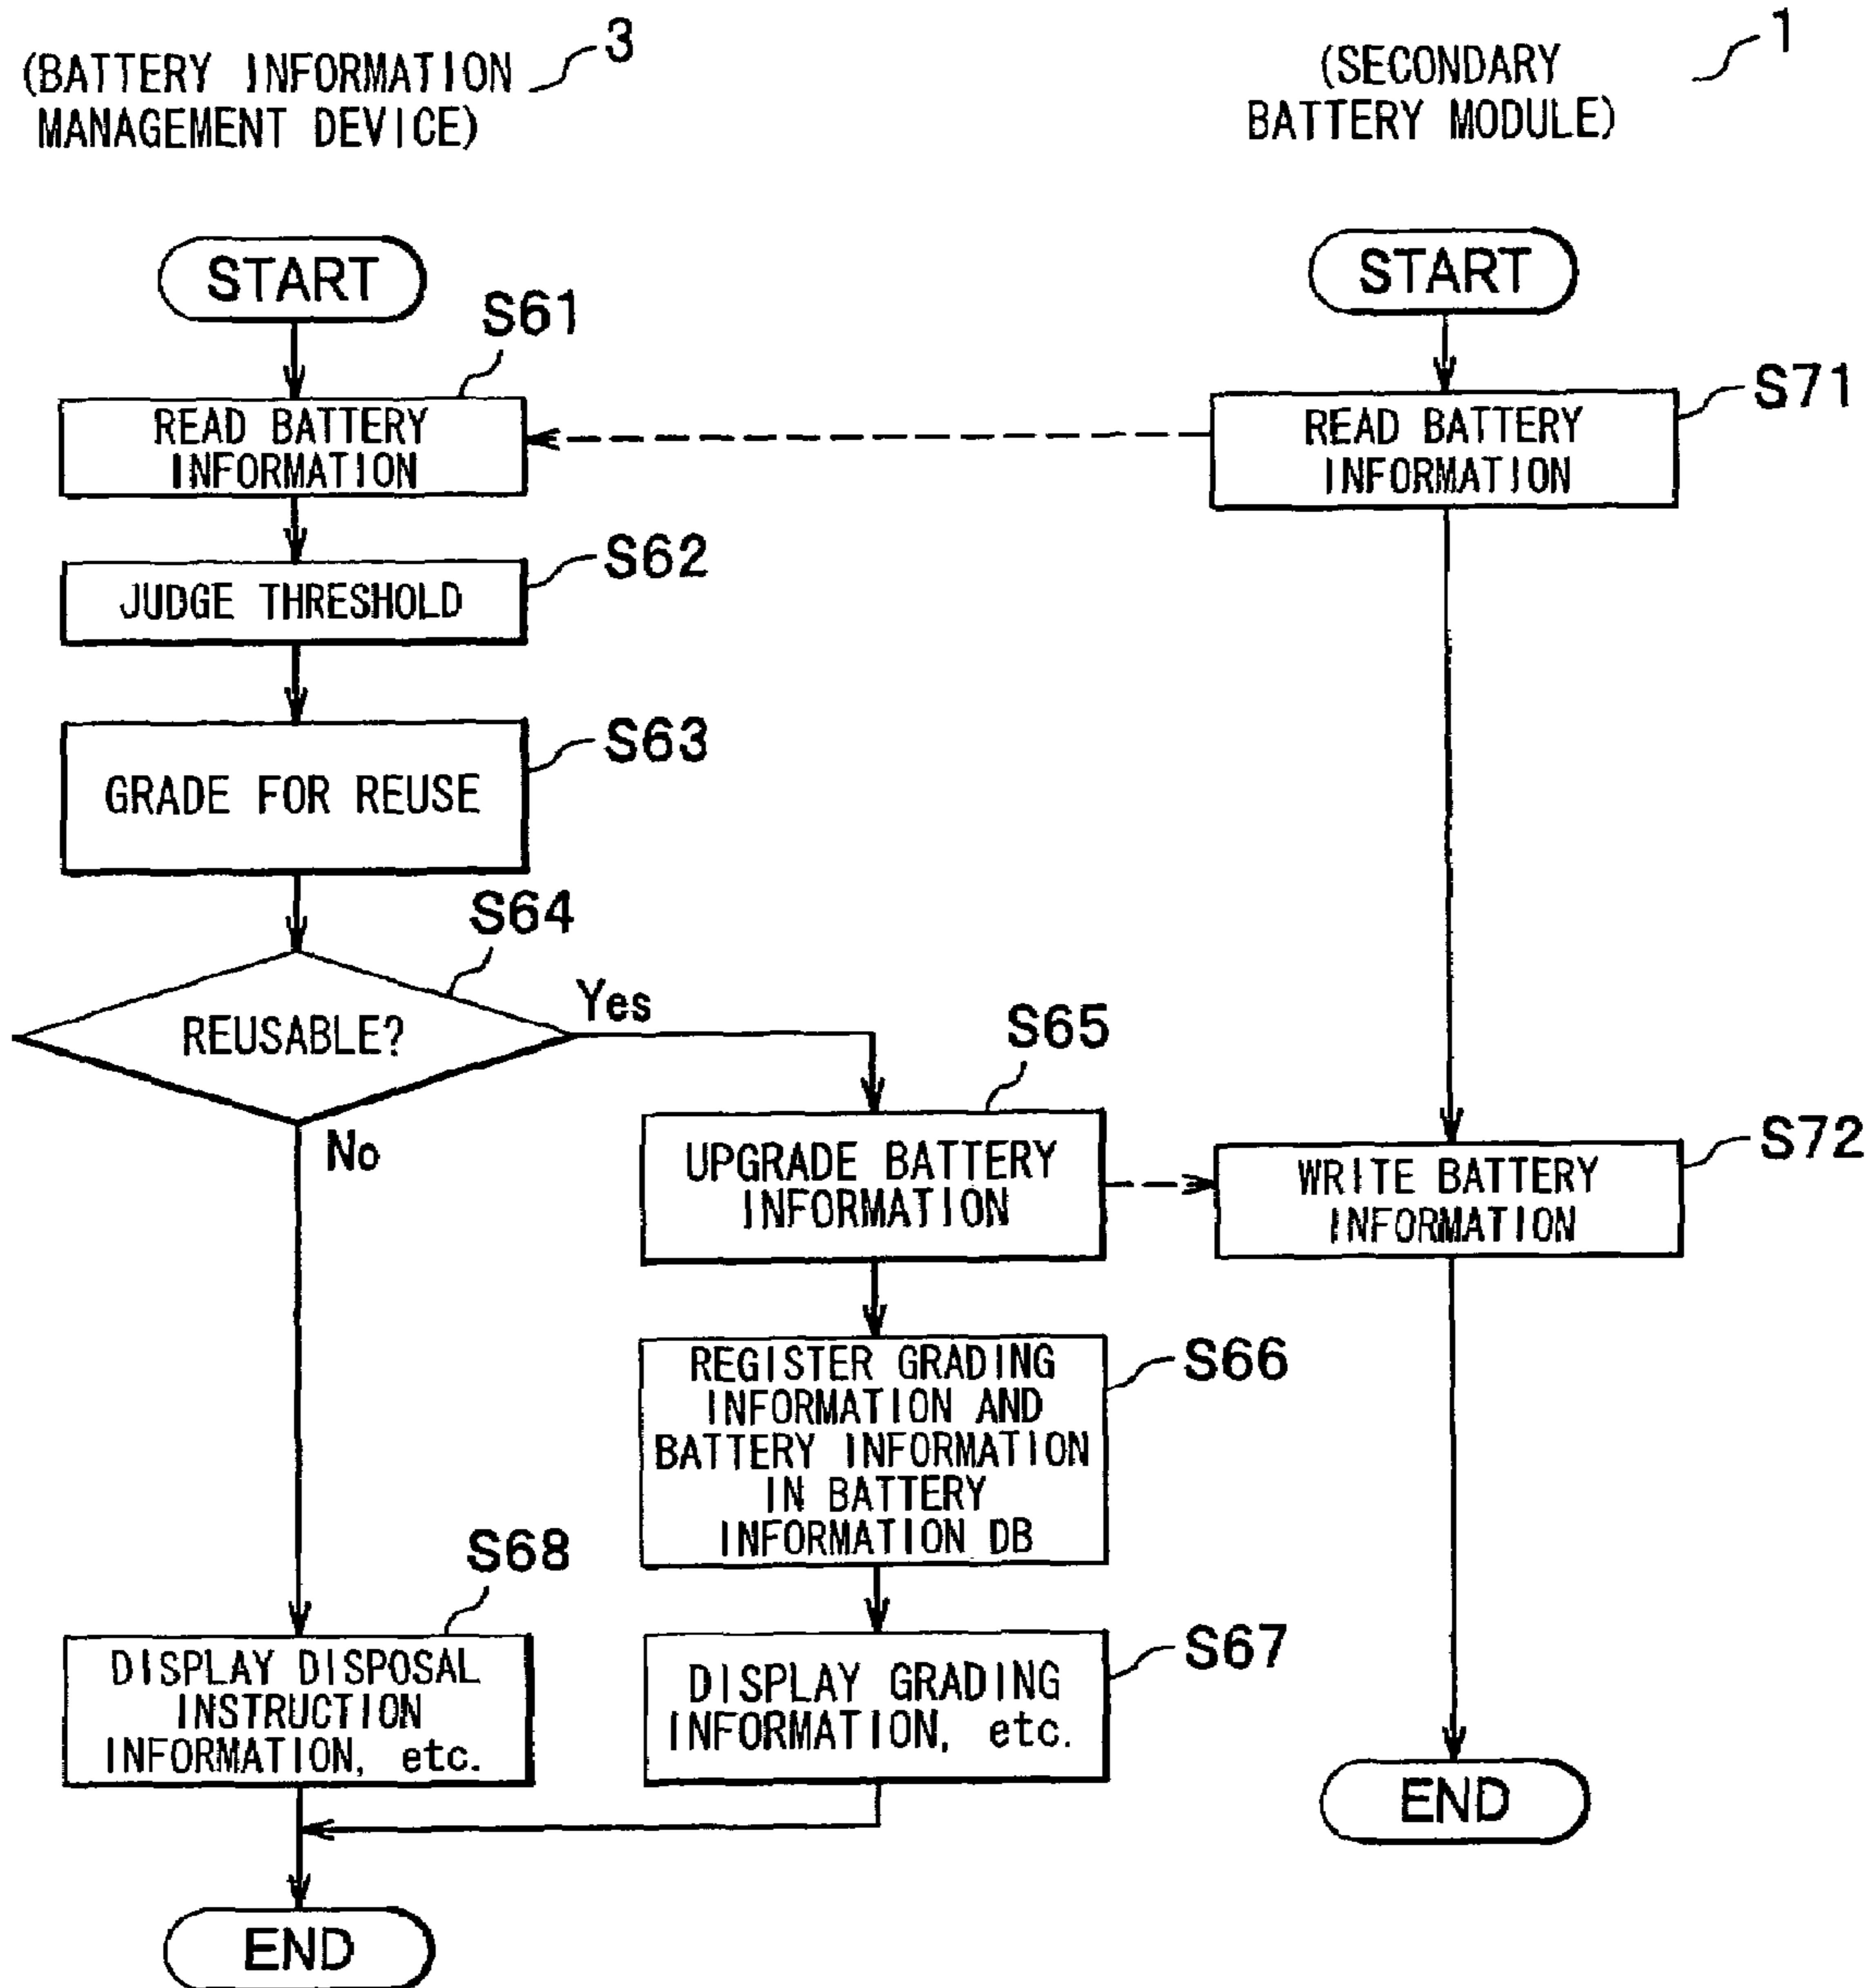 (BATTERY INFORMATION
MANAGEMENT DEVICE)
3
(SECONDARY
BATTERY MODULE)
1
START
START
S61
READ BATTERY
INFORMATION
S71
READ BATTERY
INFORMATION
S62
JUDGE THRESHOLD
S63
GRADE FOR REUSE
S64
REUSABLE?
Yes
No
S65
UPGRADE BATTERY
INFORMATION
S72
WRITE BATTERY
INFORMATION
S66
REGISTER GRADING
INFORMATION AND
BATTERY INFORMATION
IN BATTERY
INFORMATION DB
S68
DISPLAY DISPOSAL
INSTRUCTION
INFORMATION, etc.
S67
DISPLAY GRADING
INFORMATION, etc.
END
END